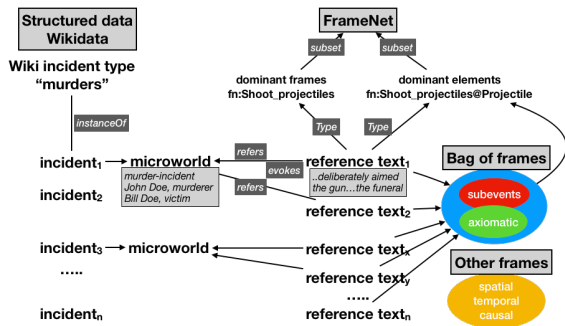 Structured data
Wikidata
FrameNet
Wiki incident type
“murders”
subset
subset
dominant frames
fn:Shoot_projectiles
dominant elements
fn:Shoot_projectiles@Projectile
instanceOf
Type
Type
incident1
microworld
refers
evokes
refers
reference text1
murder-incident
John Doe, murderer
Bill Doe, victim
..deliberately aimed
the gun…the funeral
Bag of frames
subevents
axiomatic
incident2
reference text2
incident3
microworld
reference textx
…..
reference texty
…..
incidentn
reference textn
Other frames
spatial
temporal
causal